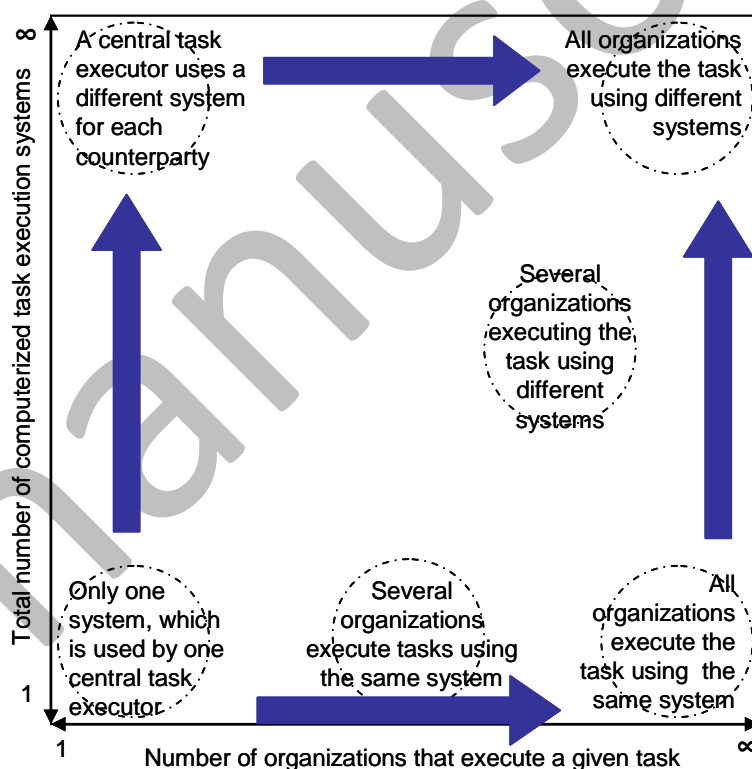 8
A central task
executor uses a
different system
for each
counterparty
All organizations
execute the task
using different
systems
Several
organizations
executing the
task using
different
systems
Total number of computerized task execution systems
Only one
system, which
is used by one
central task
executor
Several
organizations
execute tasks using
the same system
All
organizations
execute the
task using the
same system
1
1
∞
Number of organizations that execute a given task